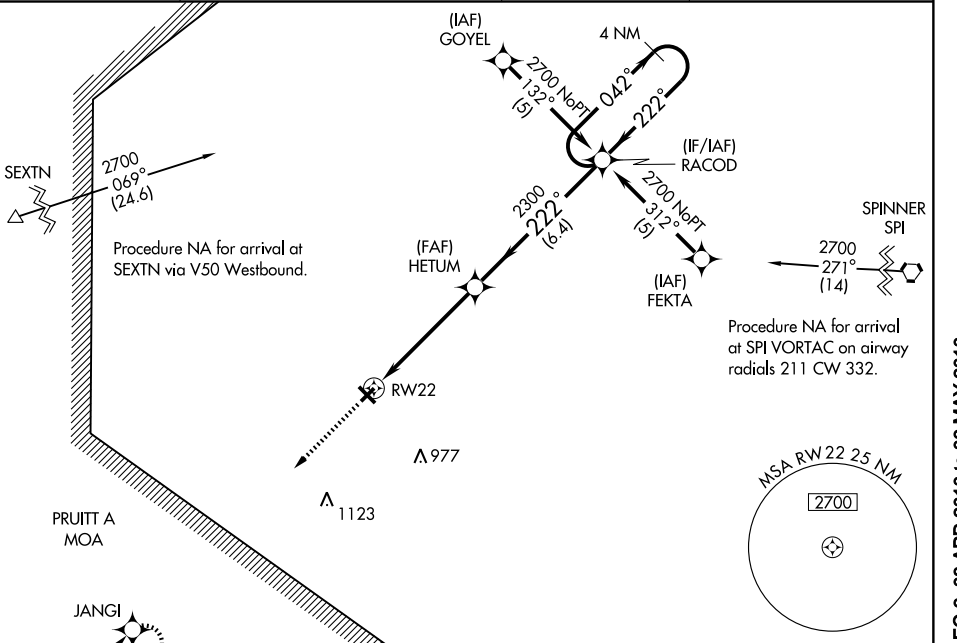 (IAF)
GOYEL
4 NM
2700 NoPT
132°
(5)
042°
222°
(IF/IAF)
RACOD
SEXTN
2700
069°
(24.6)
2300
222°
(6.4)
2700 NoPT
312°
(5)
Procedure NA for arrival at
SEXTN via V50 Westbound.
(FAF)
HETUM
(IAF)
FEKTA
SPINNER
SPI
2700
271°
(14)
Procedure NA for arrival
at SPI VORTAC on airway
radials 211 CW 332.
RW22
977
1123
MSA RW 22 25 NM
2700
PRUITT A
MOA
JANGI